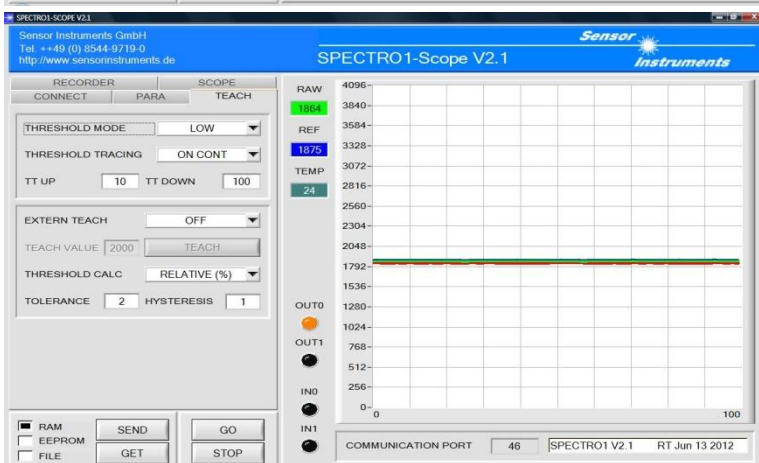 SPECTRO1-SCOPE V2.1
Sensor Instruments GmbH
Tel. ++49 (0) 8544-9719-0
http://www.sensorinstruments.de
SPECTRO1-Scope V2.1
Sensor
Instruments
RECORDER SCOPE
CONNECT PARA TEACH
THRESHOLD MODE LOW
THRESHOLD TRACING ON CONT
TT UP 10 TT DOWN 100
EXTERN TEACH OFF
TEACH VALUE 2000 TEACH
THRESHOLD CALC RELATIVE (%)
TOLERANCE 2 HYSTERESIS 1
RAM
EEPROM
FILE
SEND GO
GET STOP
RAW
1864
REF
1875
TEMP
24
OUT0
OUT1
IN0
IN1
4096
3840
3584
3328
3072
2816
2560
2304
2048
1792
1536
1280
1024
768
512
256
0
0 100
COMMUNICATION PORT 46 SPECTRO1 V2.1 RT Jun 13 2012